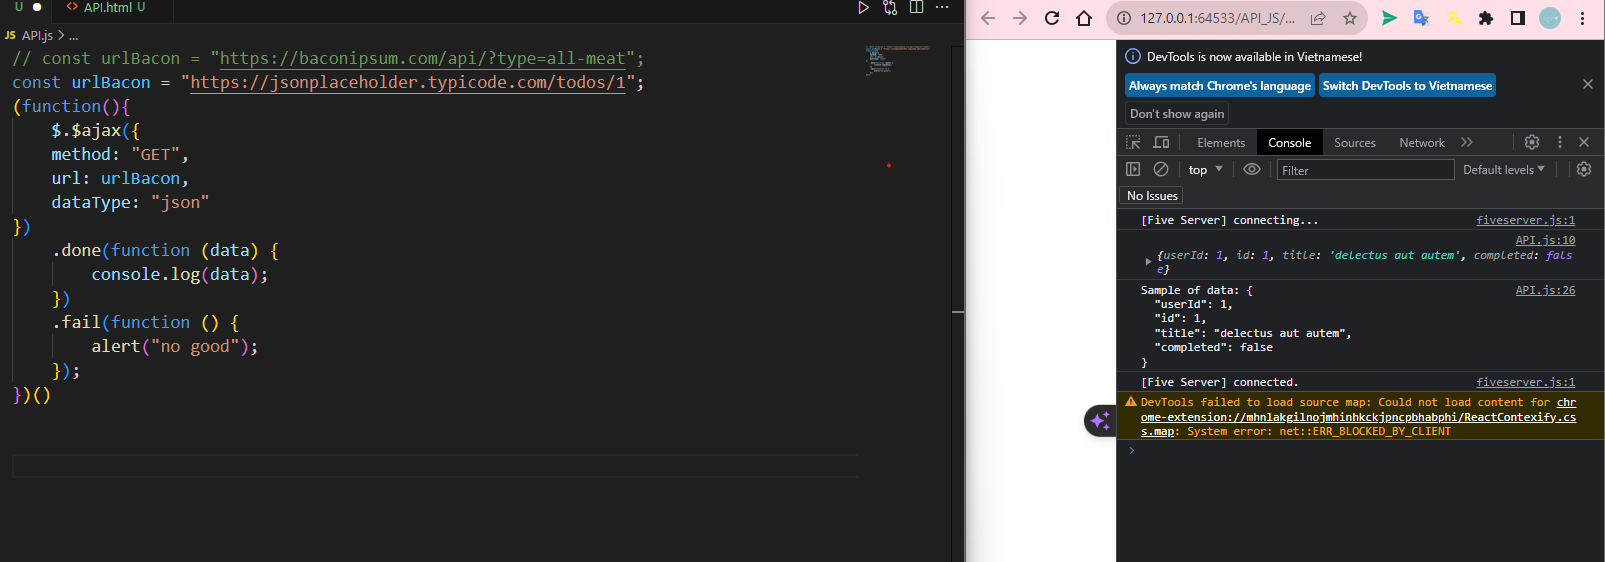 U API.html U
JS API.js > ...
// const urlBacon = "https://baconipsum.com/api/?type=all-meat";
const urlBacon = "https://jsonplaceholder.typicode.com/todos/1";
(function(){
$.$ajax({
method: "GET",
url: urlBacon,
dataType: "json"
})
.done(function (data) {
console.log(data);
})
.fail(function () {
alert("no good");
});
})()
127.0.0.1:64533/API_JS/...
DevTools is now available in Vietnamese!
Always match Chrome's language Switch DevTools to Vietnamese
Don't show again
Elements Console Sources Network
top Filter Default levels
No Issues
[Five Server] connecting... fiveserver.js:1
API.js:10
{userId: 1, id: 1, title: 'delectus aut autem', completed: fals
e}
Sample of data: { API.js:26
"userId": 1,
"id": 1,
"title": "delectus aut autem",
"completed": false
}
[Five Server] connected. fiveserver.js:1
DevTools failed to load source map: Could not load content for chr
ome-extension://mhnlakgilnojmhinhkckjpncpbhabphi/ReactContexify.cs
s.map: System error: net::ERR_BLOCKED_BY_CLIENT